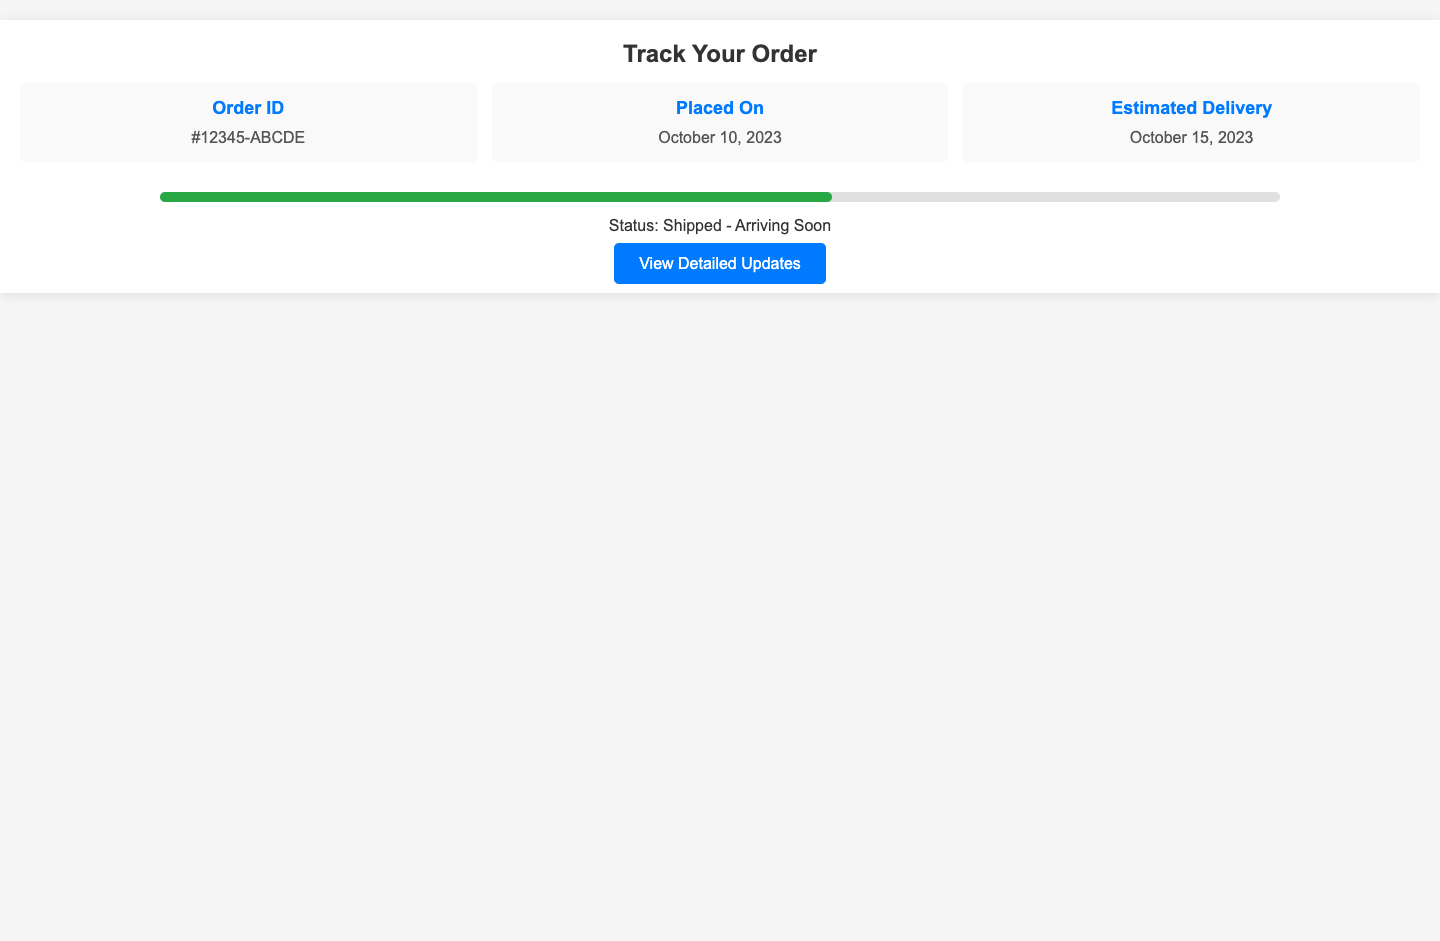 Track Your Order
Order ID
#12345-ABCDE
Placed On
October 10, 2023
Estimated Delivery
October 15, 2023
Status: Shipped - Arriving Soon
View Detailed Updates